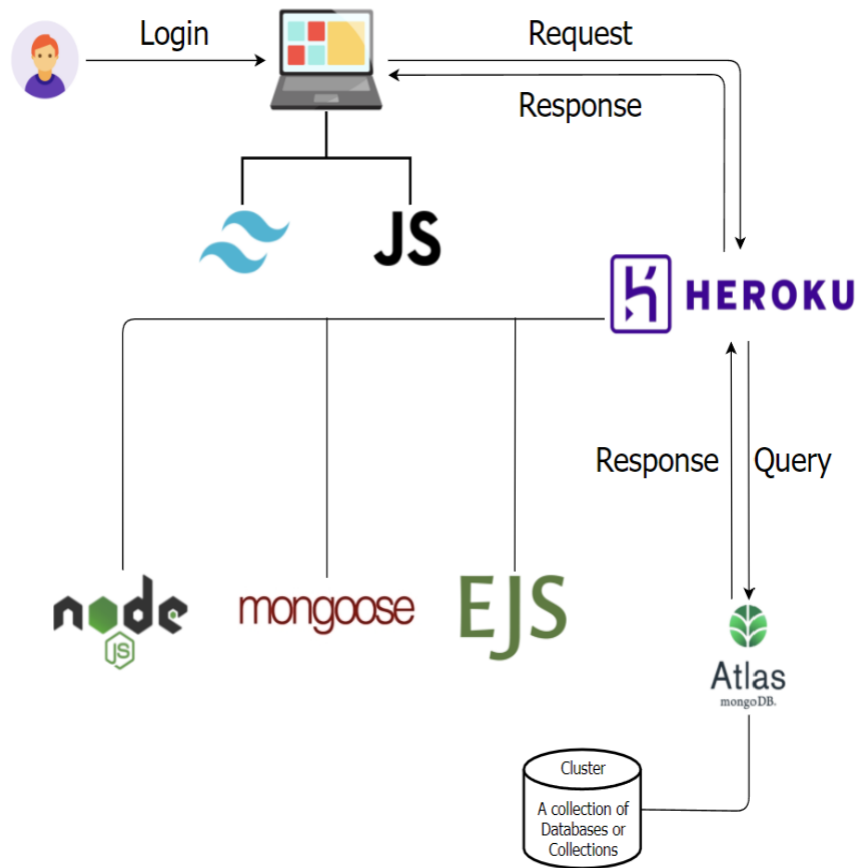 Login
Request
Response
JS
HEROKU
Response
Query
node
JS
mongoose
EJS
Atlas
mongoDB.
Cluster
A collection of
Databases or
Collections